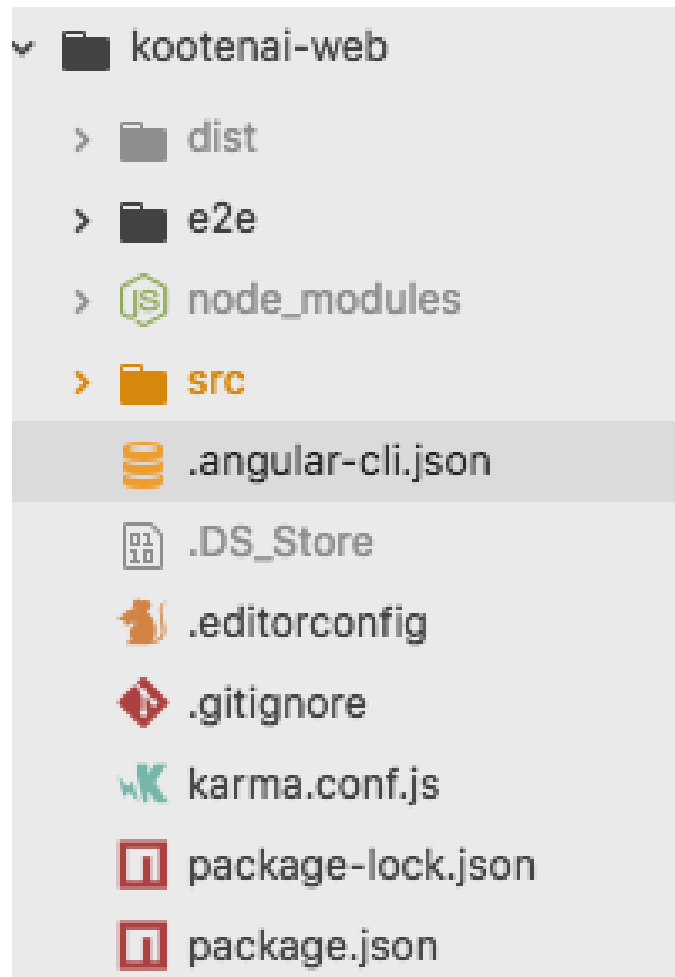 kootenai-web
dist
e2e
node_modules
src
.angular-cli.json
.DS_Store
.editorconfig
.gitignore
karma.conf.js
package-lock.json
package.json